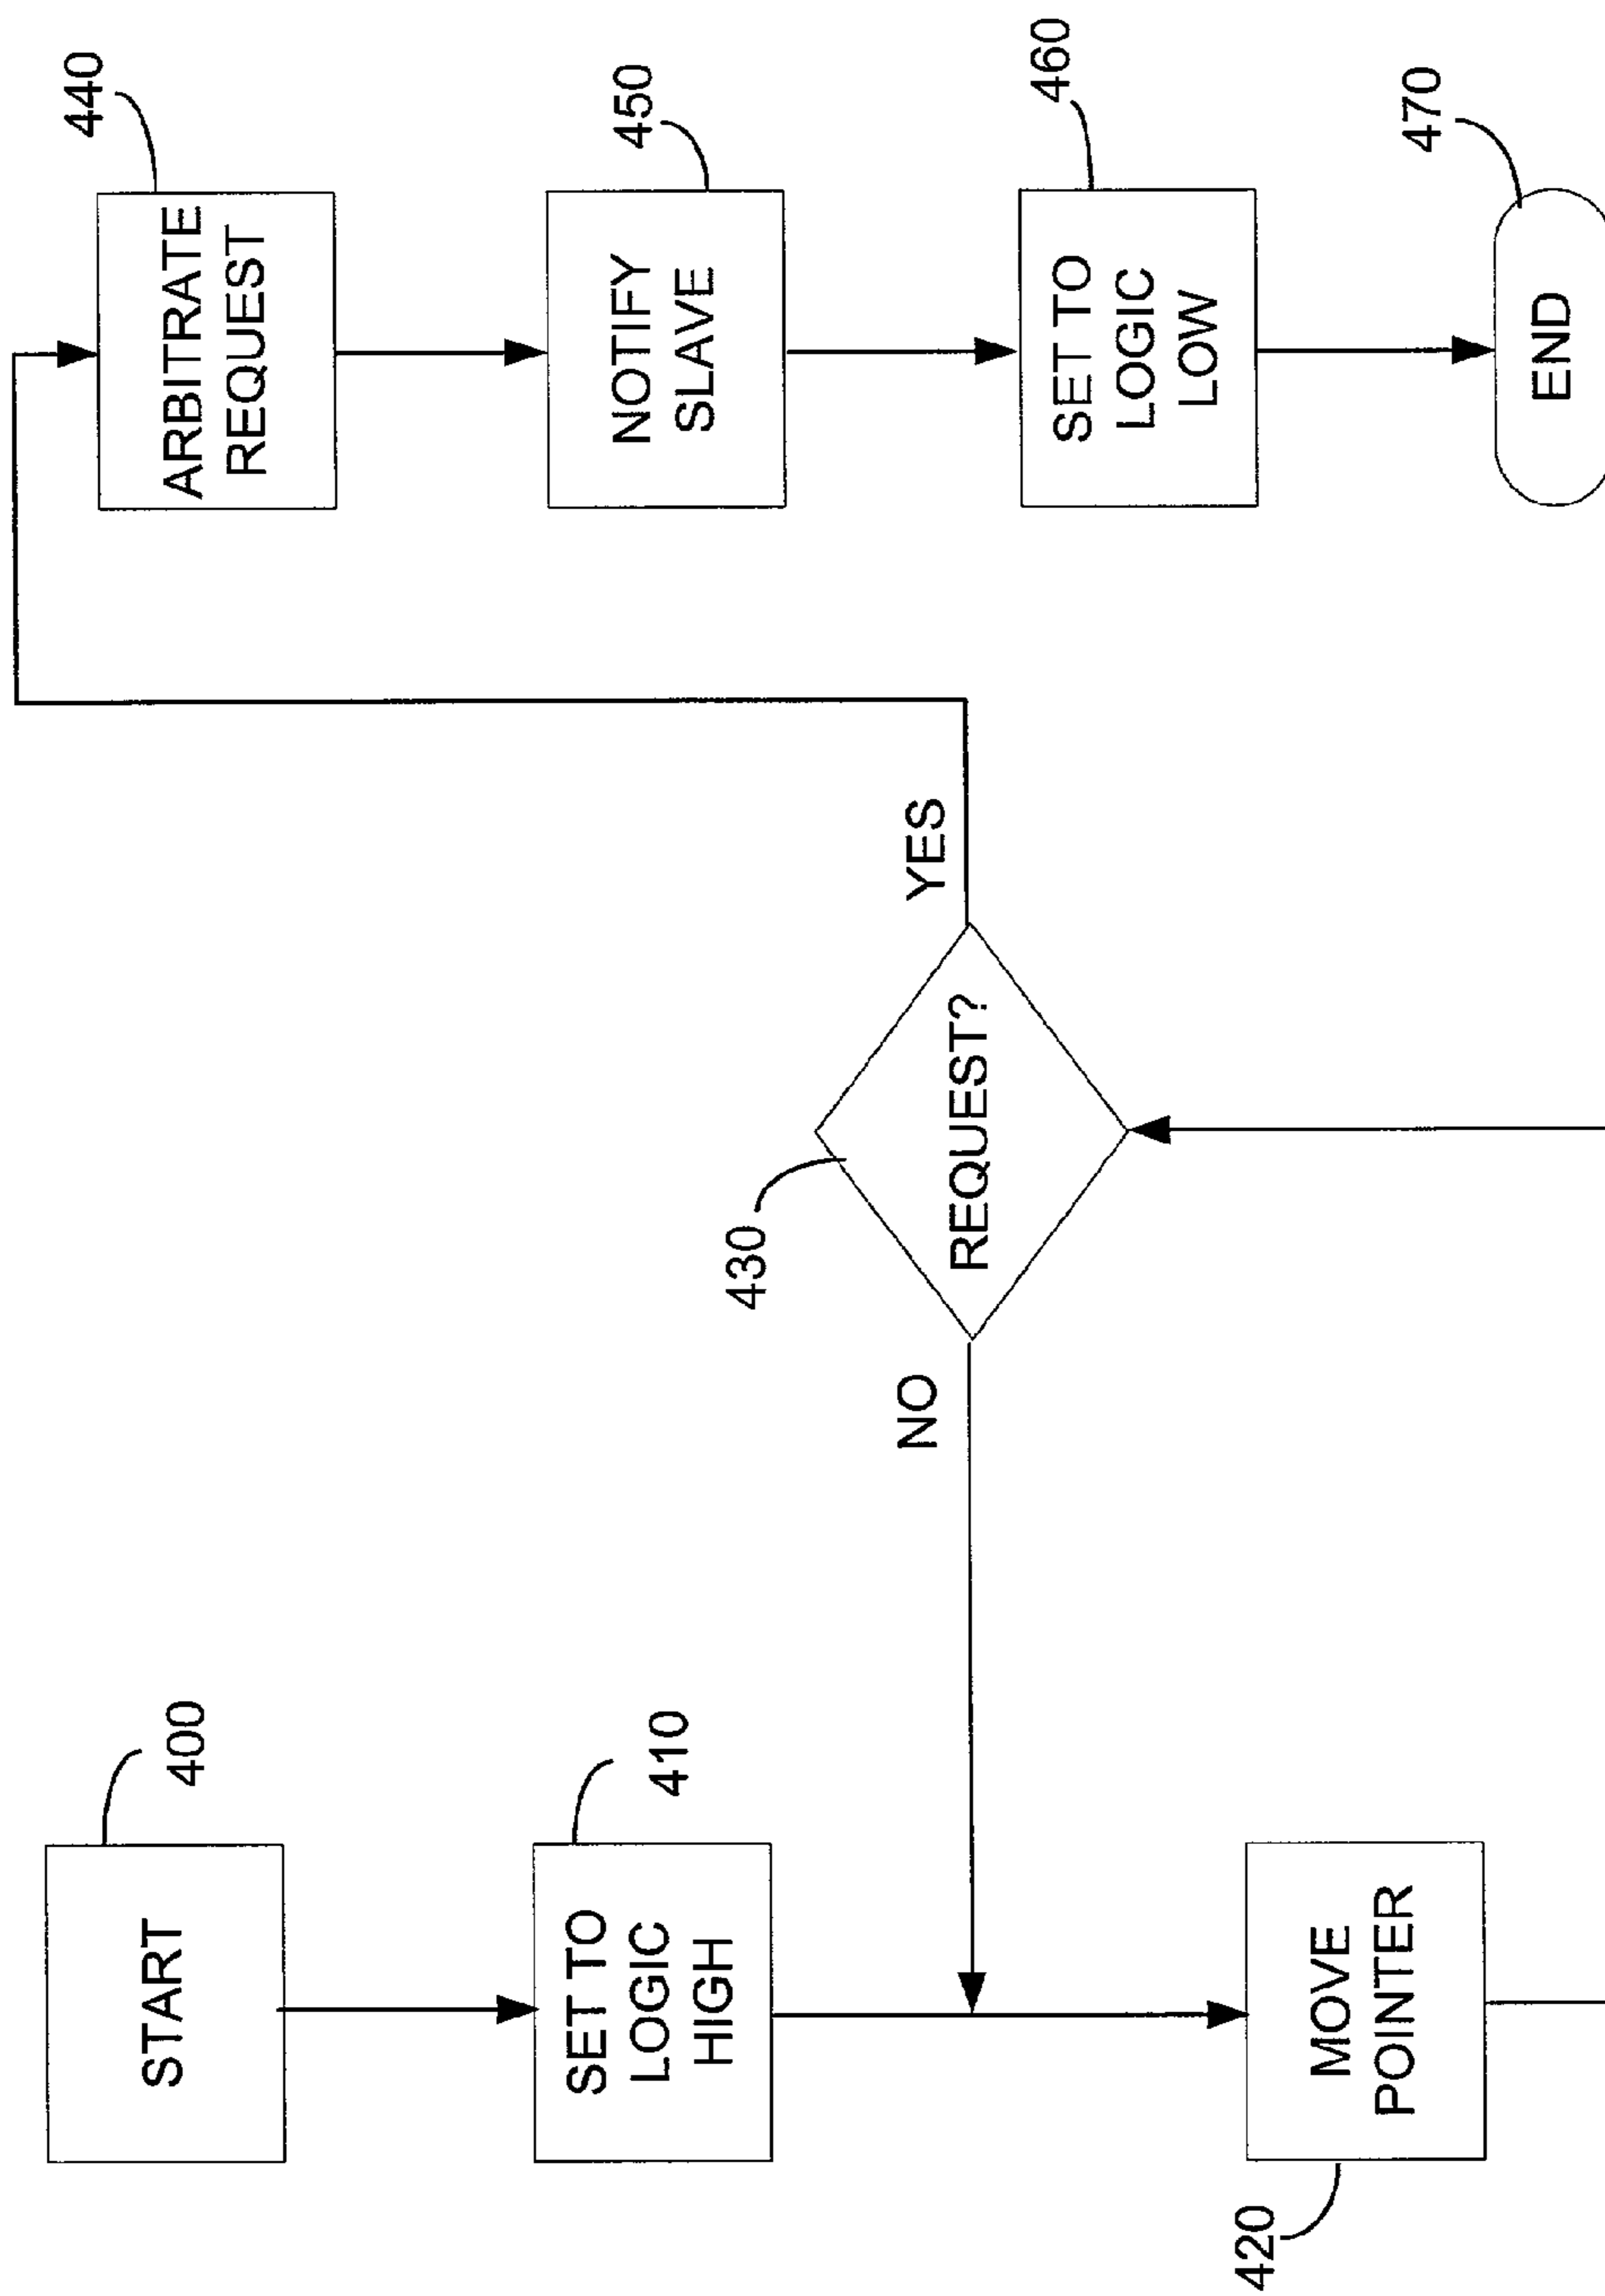 START
400
SET TO
LOGIC
HIGH
410
MOVE
POINTER
420
REQUEST?
430
NO
YES
ARBITRATE
REQUEST
440
NOTIFY
SLAVE
450
SET TO
LOGIC
LOW
460
END
470